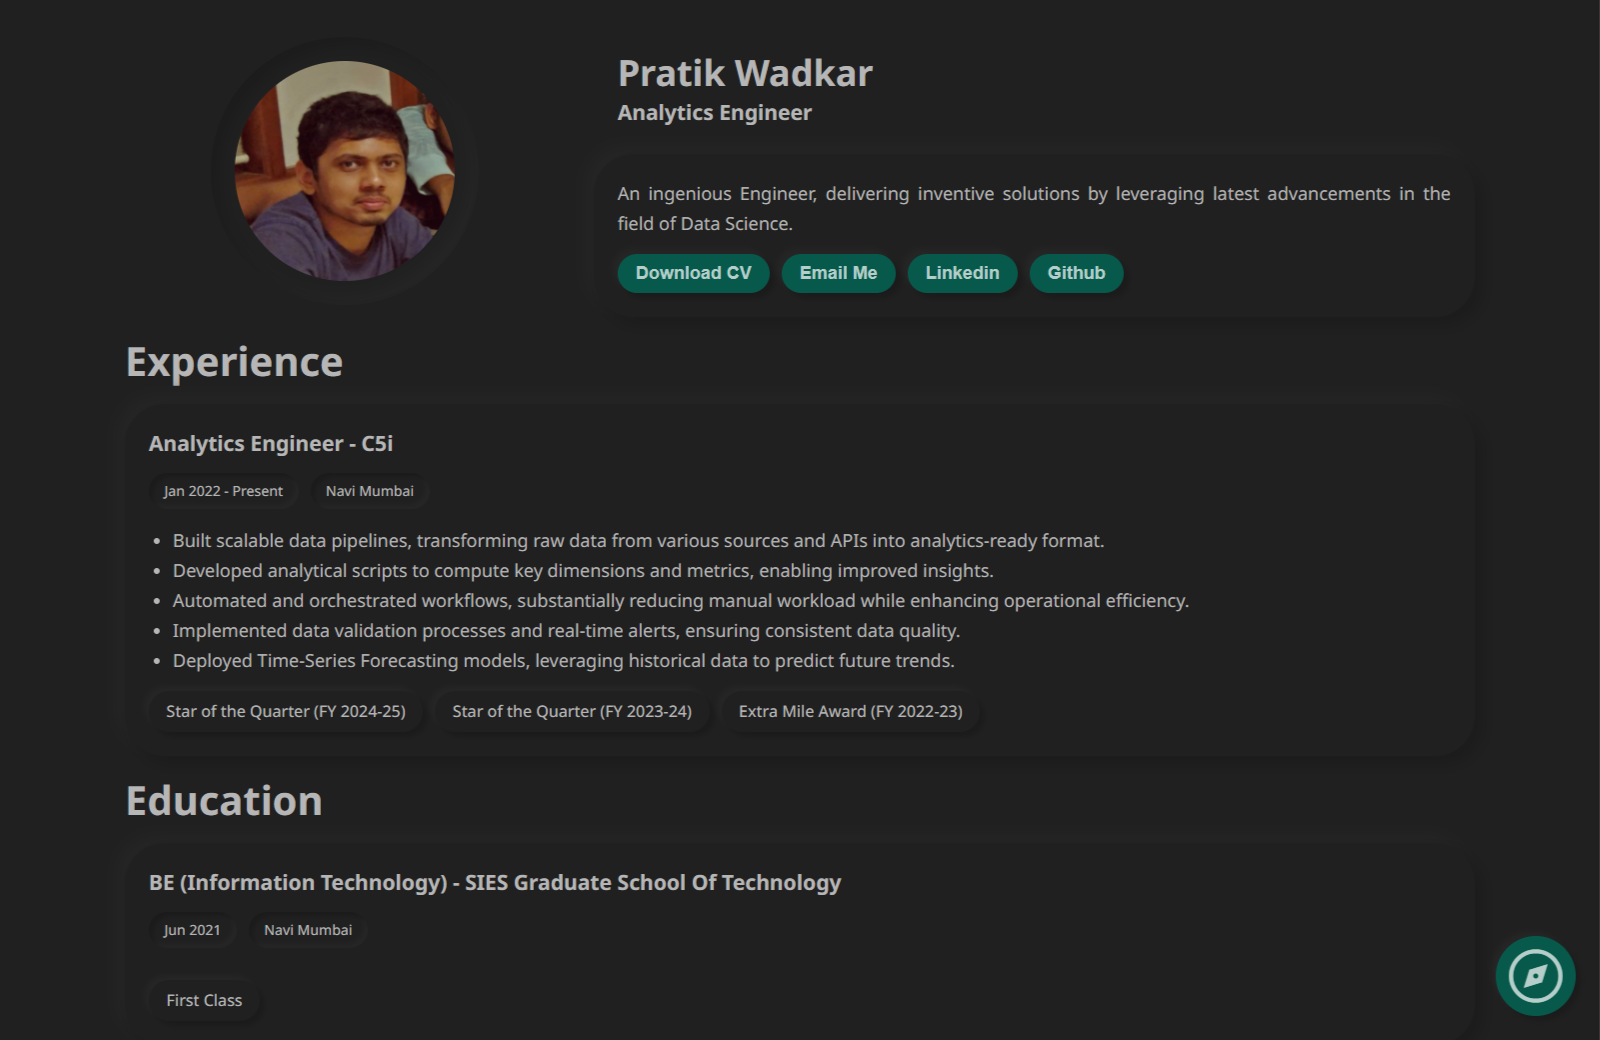 Pratik Wadkar
Analytics Engineer
An ingenious Engineer, delivering inventive solutions by leveraging latest advancements in the
field of Data Science.
Download CV Email Me Linkedin Github
Experience
Analytics Engineer - C5i
Jan 2022 - Present Navi Mumbai
• Built scalable data pipelines, transforming raw data from various sources and APIs into analytics-ready format.
• Developed analytical scripts to compute key dimensions and metrics, enabling improved insights.
• Automated and orchestrated workflows, substantially reducing manual workload while enhancing operational efficiency.
• Implemented data validation processes and real-time alerts, ensuring consistent data quality.
• Deployed Time-Series Forecasting models, leveraging historical data to predict future trends.
Star of the Quarter (FY 2024-25) Star of the Quarter (FY 2023-24) Extra Mile Award (FY 2022-23)
Education
BE (Information Technology) - SIES Graduate School Of Technology
Jun 2021 Navi Mumbai
First Class